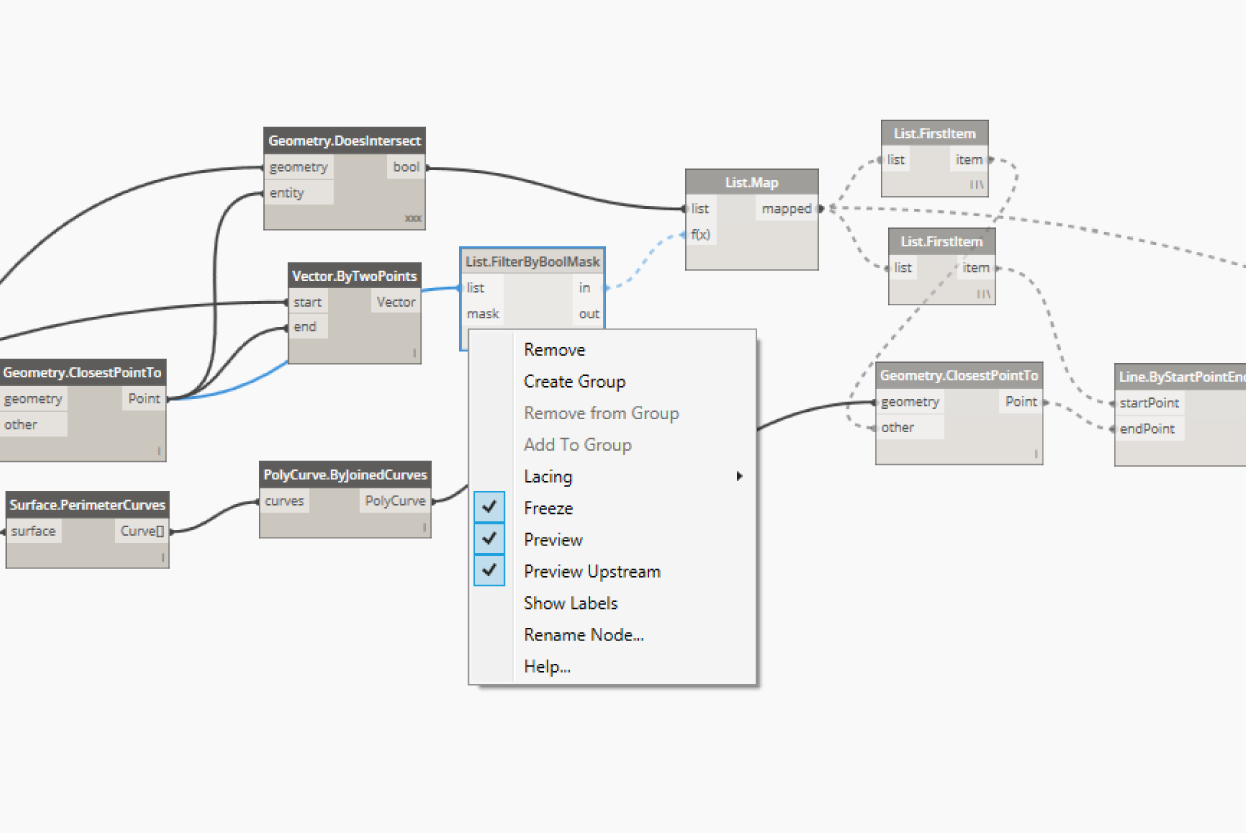 Geometry.DoesIntersect
geometry
bool
entity
xxx
List.Map
list
mapped
f(x)
List.FirstItem
list
item
||\
List.FirstItem
list
item
||\
List.FilterByBoolMask
list
in
mask
out
Vector.ByTwoPoints
start
Vector
end
|
Geometry.ClosestPointTo
geometry
Point
other
|
PolyCurve.ByJoinedCurves
curves
PolyCurve
|
Surface.PerimeterCurves
surface
Curve[]
|
Remove
Create Group
Remove from Group
Add To Group
Lacing
Freeze
Preview
Preview Upstream
Show Labels
Rename Node...
Help...
Geometry.ClosestPointTo
geometry
Point
other
|
Line.ByStartPointEnd
startPoint
endPoint